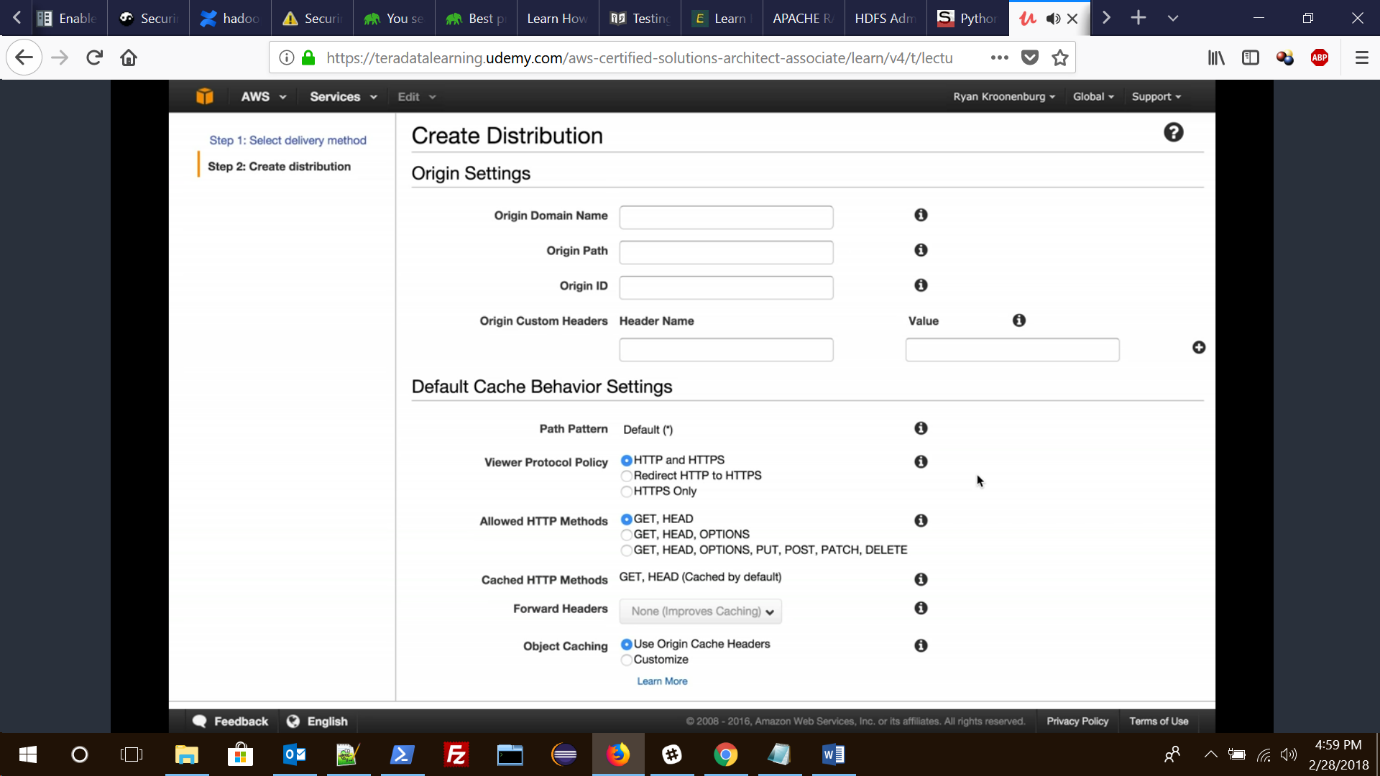 Enable
Securi
hadoo
Securi
You se
Best p
Learn How
Testing
E Learn
APACHE RA
HDFS Adm
S Python
https://teradatalearning.udemy.com/aws-certified-solutions-architect-associate/learn/v4/t/lectu
ABP
AWS Services Edit Ryan Kroonenburg Global Support
Step 1: Select delivery method
Step 2: Create distribution
Create Distribution
Origin Settings
Origin Domain Name
Origin Path
Origin ID
Origin Custom Headers Header Name Value
Default Cache Behavior Settings
Path Pattern Default (*)
Viewer Protocol Policy HTTP and HTTPS
Redirect HTTP to HTTPS
HTTPS Only
Allowed HTTP Methods GET, HEAD
GET, HEAD, OPTIONS
GET, HEAD, OPTIONS, PUT, POST, PATCH, DELETE
Cached HTTP Methods GET, HEAD (Cached by default)
Forward Headers None (Improves Caching)
Object Caching Use Origin Cache Headers
Customize
Learn More
Feedback English © 2008 - 2016, Amazon Web Services, Inc. or its affiliates. All rights reserved. Privacy Policy Terms of Use
4:59 PM
2/28/2018